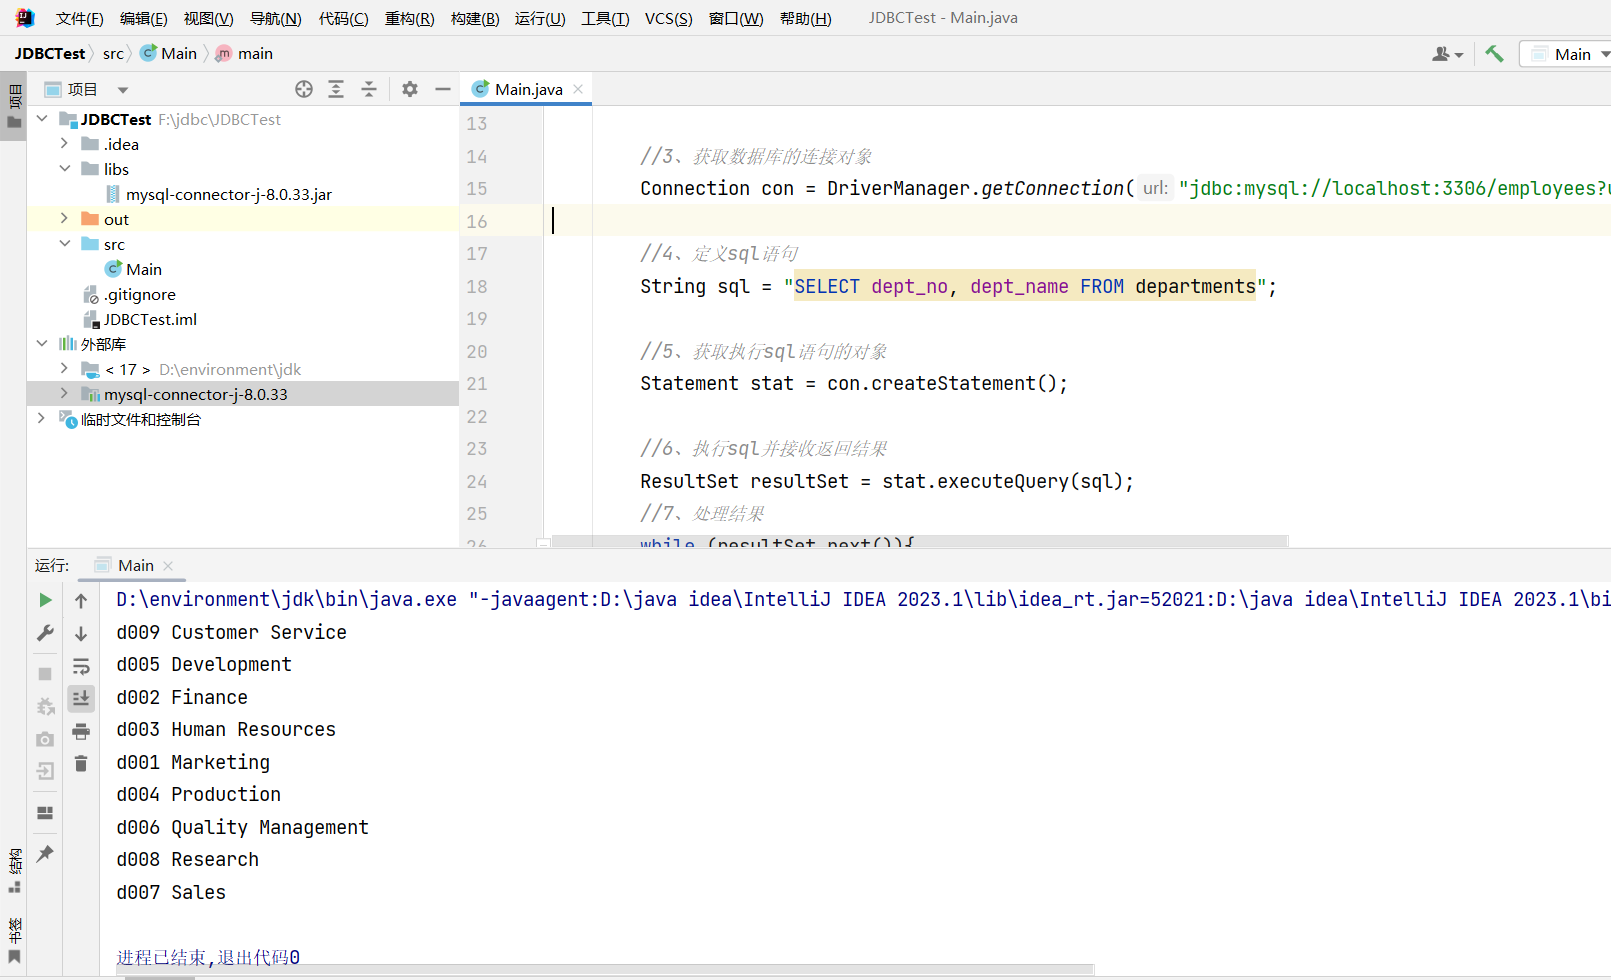 文件(F) 编辑(E) 视图(V) 导航(N) 代码(C) 重构(R) 构建(B) 运行(U) 工具(T) VCS(S) 窗口(W) 帮助(H) JDBCTest - Main.java
JDBCTest src Main main
Main
项目
项目
Main.java
JDBCTest F:\jdbc\JDBCTest
.idea
libs
mysql-connector-j-8.0.33.jar
out
src
Main
.gitignore
JDBCTest.iml
外部库
< 17 > D:\environment\jdk
mysql-connector-j-8.0.33
临时文件和控制台
13
14 //3、获取数据库的连接对象
15 Connection con = DriverManager.getConnection( url: "jdbc:mysql://localhost:3306/employees?u
16
17 //4、定义sql语句
18 String sql = "SELECT dept_no, dept_name FROM departments";
19
20 //5、获取执行sql语句的对象
21 Statement stat = con.createStatement();
22
23 //6、执行sql并接收返回结果
24 ResultSet resultSet = stat.executeQuery(sql);
25 //7、处理结果
26 while (resultSet.next()){
运行: Main
D:\environment\jdk\bin\java.exe "-javaagent:D:\java idea\IntelliJ IDEA 2023.1\lib\idea_rt.jar=52021:D:\java idea\IntelliJ IDEA 2023.1\bi
d009 Customer Service
d005 Development
d002 Finance
d003 Human Resources
d001 Marketing
d004 Production
d006 Quality Management
d008 Research
d007 Sales
进程已结束,退出代码0
结构
书签